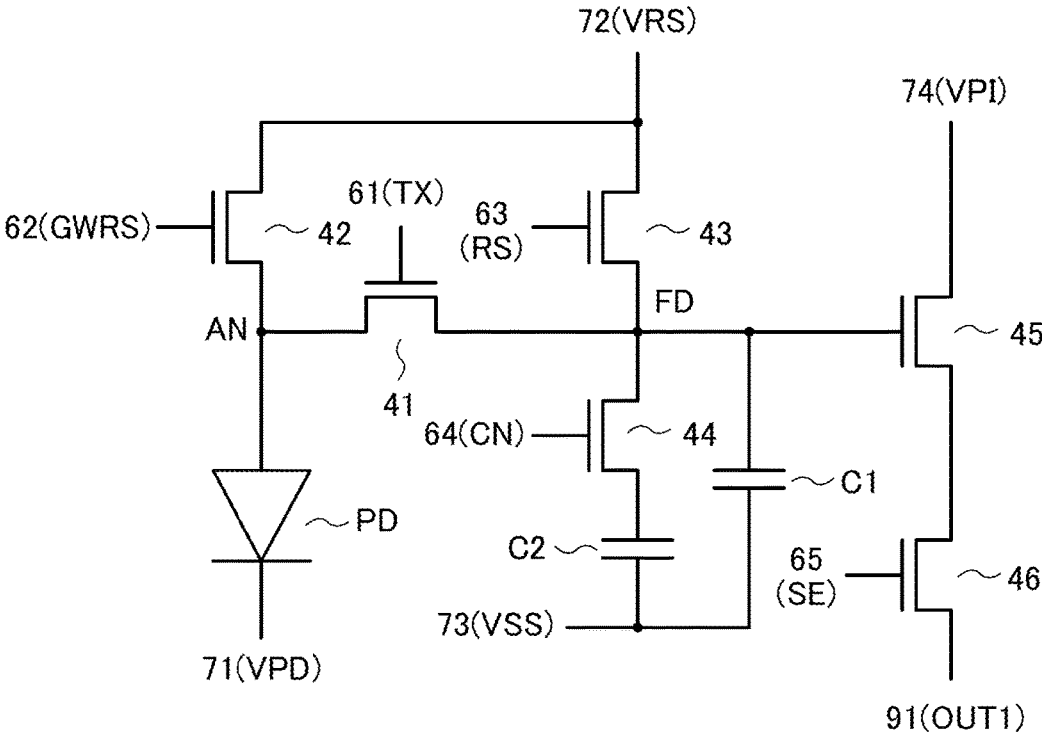 72(VRS)
74(VPI)
61(TX)
62(GWRS)
42
63
(RS)
43
AN
FD
45
41
64(CN)
44
C1
PD
C2
65
(SE)
46
73(VSS)
71(VPD)
91(OUT1)